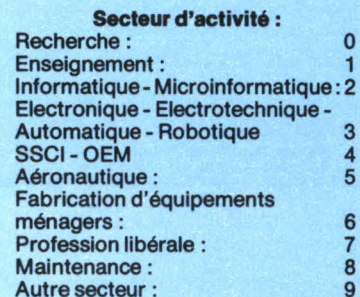 Secteur d'activité :
Recherche : 0
Enseignement : 1
Informatique - Microinformatique : 2
Electronique - Electrotechnique -
Automatique - Robotique 3
SSCI - OEM 4
Aéronautique : 5
Fabrication d'équipements
ménagers : 6
Profession libérale : 7
Maintenance : 8
Autre secteur : 9